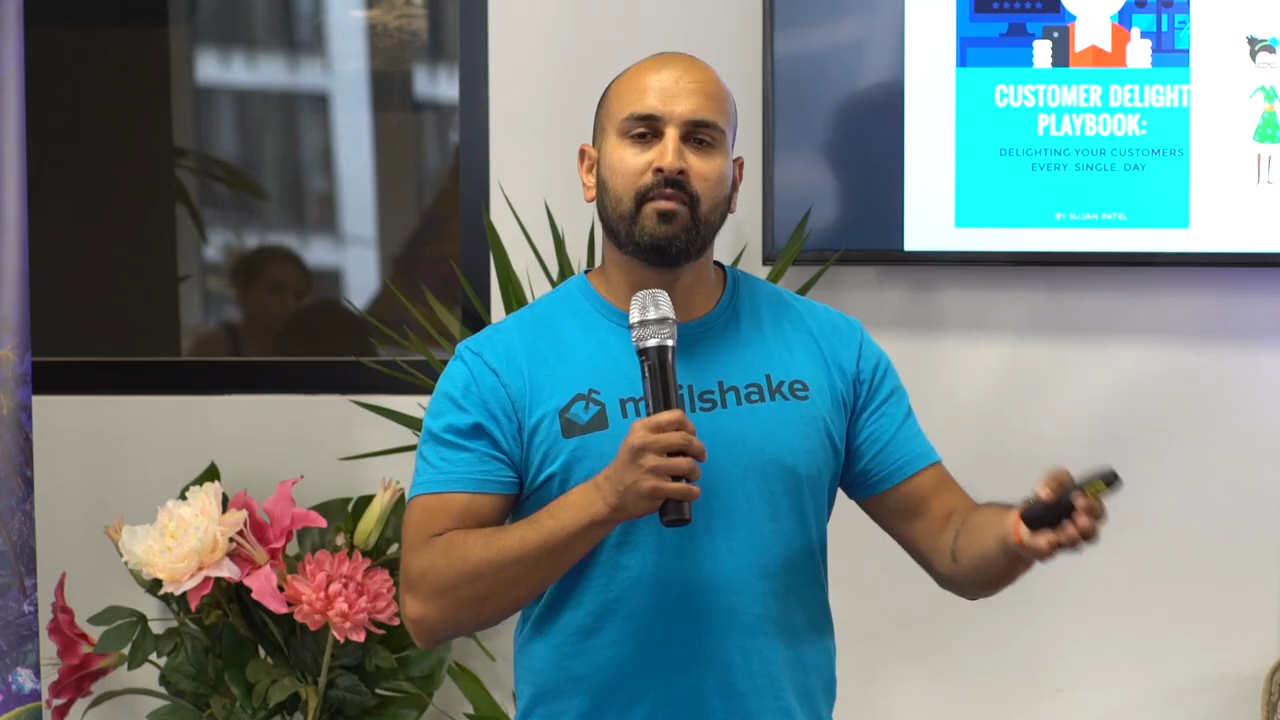 CUSTOMER DELIGHT
PLAYBOOK:
DELIGHTING YOUR CUSTOMERS
EVERY. SINGLE. DAY.
BY SUJAN PATEL
mailshake